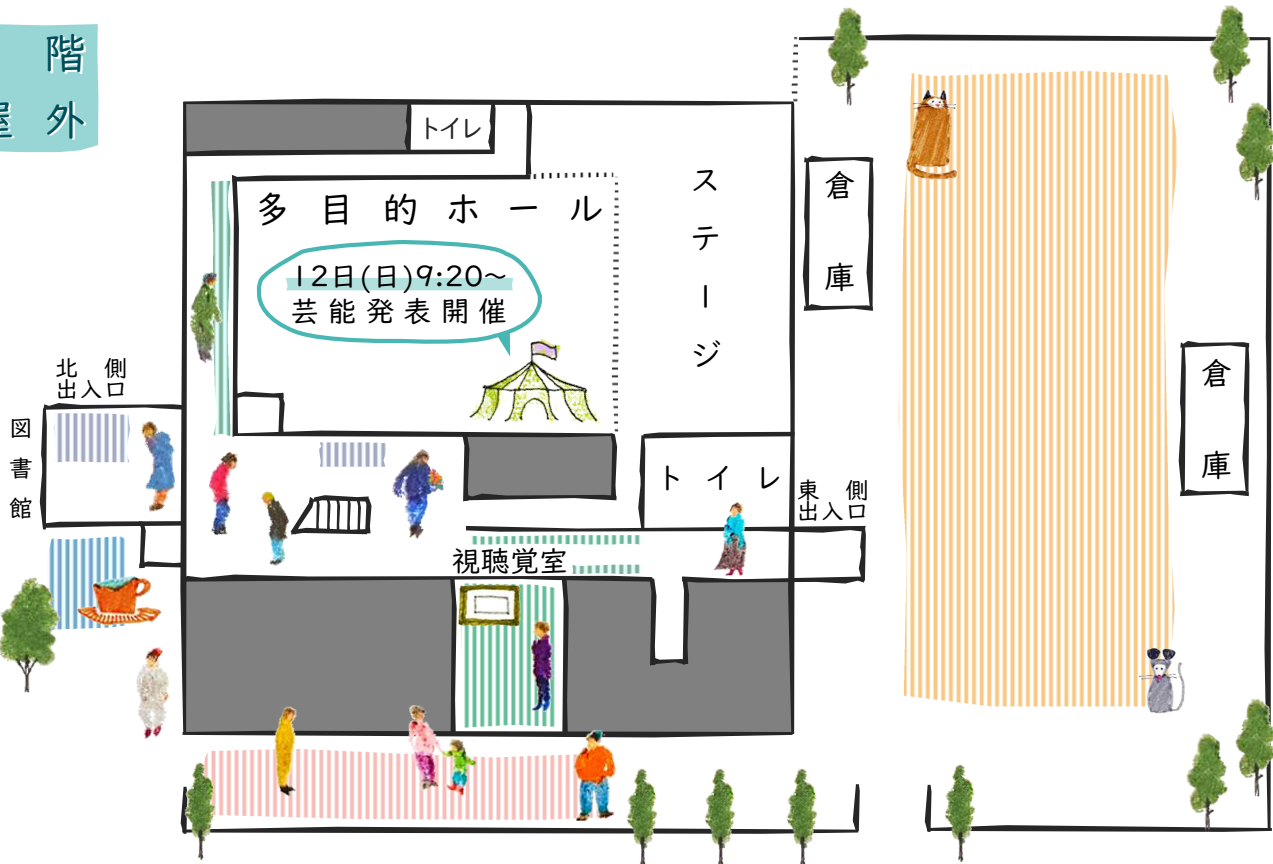 階
屋外
トイレ
多目的ホール
12日(日)9:20～
芸能発表開催
ステージ
倉庫
倉庫
北側
出入口
図書館
トイレ
東側
出入口
視聴覚室